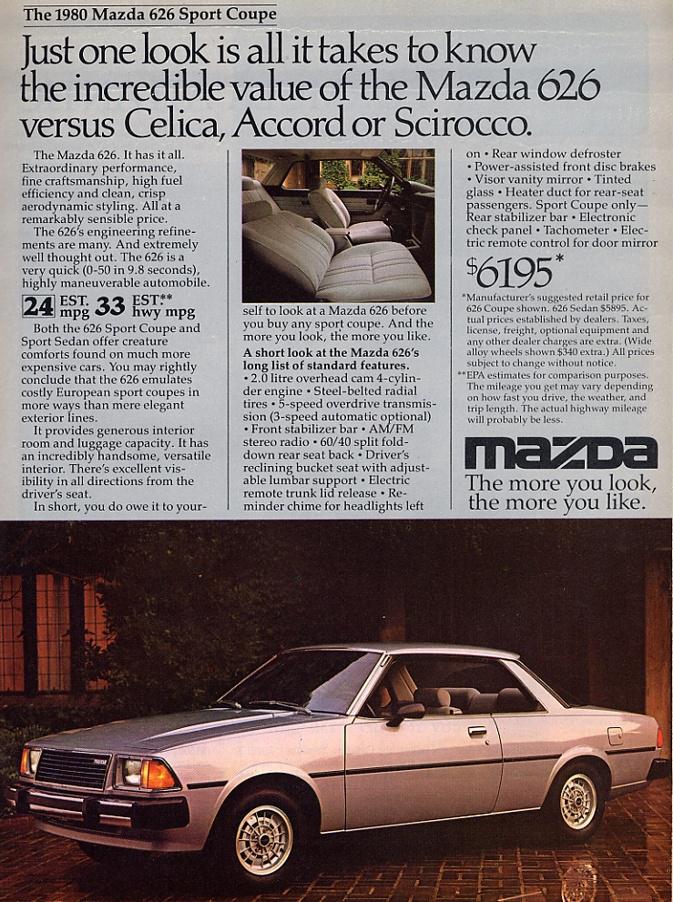 The 1980 Mazda 626 Sport Coupe
Just one look is all it takes to know
the incredible value of the Mazda 626
versus Celica, Accord or Scirocco.
The Mazda 626. It has it all.
Extraordinary performance,
fine craftsmanship, high fuel
efficiency and clean, crisp
aerodynamic styling. All at a
remarkably sensible price.
The 626's engineering refine-
ments are many. And extremely
well thought out. The 626 is a
very quick (0-50 in 9.8 seconds),
highly maneuverable automobile.
24 EST. mpg 33 EST.** hwy mpg
Both the 626 Sport Coupe and
Sport Sedan offer creature
comforts found on much more
expensive cars. You may rightly
conclude that the 626 emulates
costly European sport coupes in
more ways than mere elegant
exterior lines.
It provides generous interior
room and luggage capacity. It has
an incredibly handsome, versatile
interior. There's excellent vis-
ibility in all directions from the
driver's seat.
In short, you do owe it to your-
self to look at a Mazda 626 before
you buy any sport coupe. And the
more you look, the more you like.
A short look at the Mazda 626's
long list of standard features.
• 2.0 litre overhead cam 4-cylin-
der engine • Steel-belted radial
tires • 5-speed overdrive transmis-
sion (3-speed automatic optional)
• Front stabilizer bar • AM/FM
stereo radio • 60/40 split fold-
down rear seat back • Driver's
reclining bucket seat with adjust-
able lumbar support • Electric
remote trunk lid release • Re-
minder chime for headlights left
on • Rear window defroster
• Power-assisted front disc brakes
• Visor vanity mirror • Tinted
glass • Heater duct for rear-seat
passengers. Sport Coupe only—
Rear stabilizer bar • Electronic
check panel • Tachometer • Elec-
tric remote control for door mirror
$6195*
*Manufacturer's suggested retail price for
626 Coupe shown. 626 Sedan $5895. Ac-
tual prices established by dealers. Taxes,
license, freight, optional equipment and
any other dealer charges are extra. (Wide
alloy wheels shown $340 extra.) All prices
subject to change without notice.
**EPA estimates for comparison purposes.
The mileage you get may vary depending
on how fast you drive, the weather, and
trip length. The actual highway mileage
will probably be less.
mazda
The more you look,
the more you like.